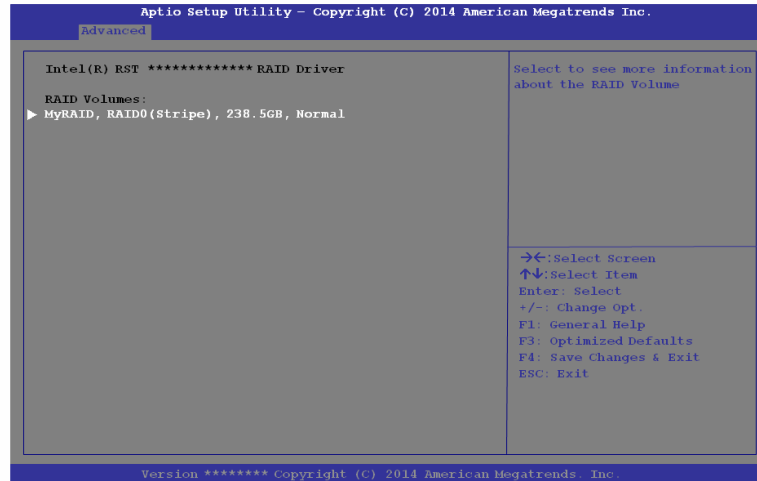 Aptio Setup Utility – Copyright (C) 2014 American Megatrends Inc.
Advanced
Intel(R) RST ************* RAID Driver
RAID Volumes:
▶ MyRAID, RAID0(Stripe), 238.5GB, Normal
Select to see more information
about the RAID Volume
→←:Select Screen
↑↓:Select Item
Enter: Select
+/-: Change Opt.
F1: General Help
F3: Optimized Defaults
F4: Save Changes & Exit
ESC: Exit
Version ******** Copyright (C) 2014 American Megatrends. Inc.